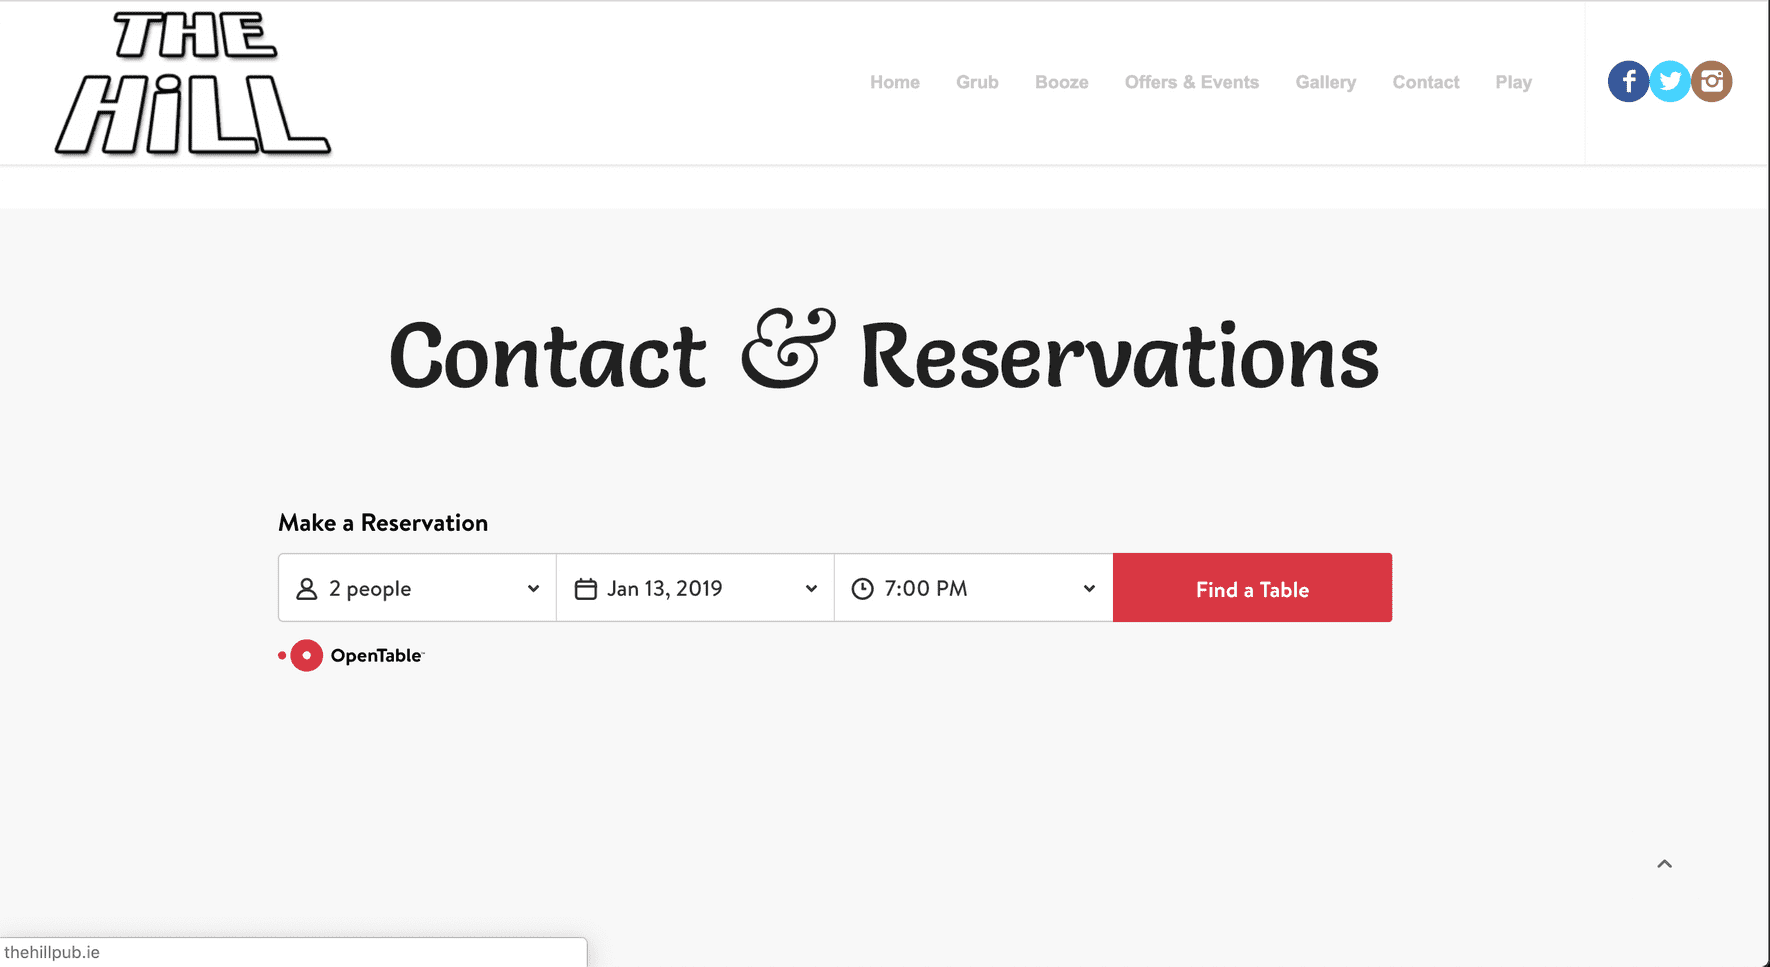 THE
HiLL
Home Grub Booze Offers & Events Gallery Contact Play
Contact & Reservations
Make a Reservation
2 people Jan 13, 2019 7:00 PM Find a Table
OpenTable™
thehillpub.ie